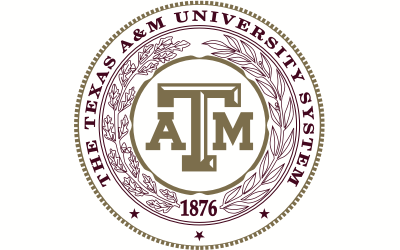 THE TEXAS A&M UNIVERSITY SYSTEM
ATM
1876